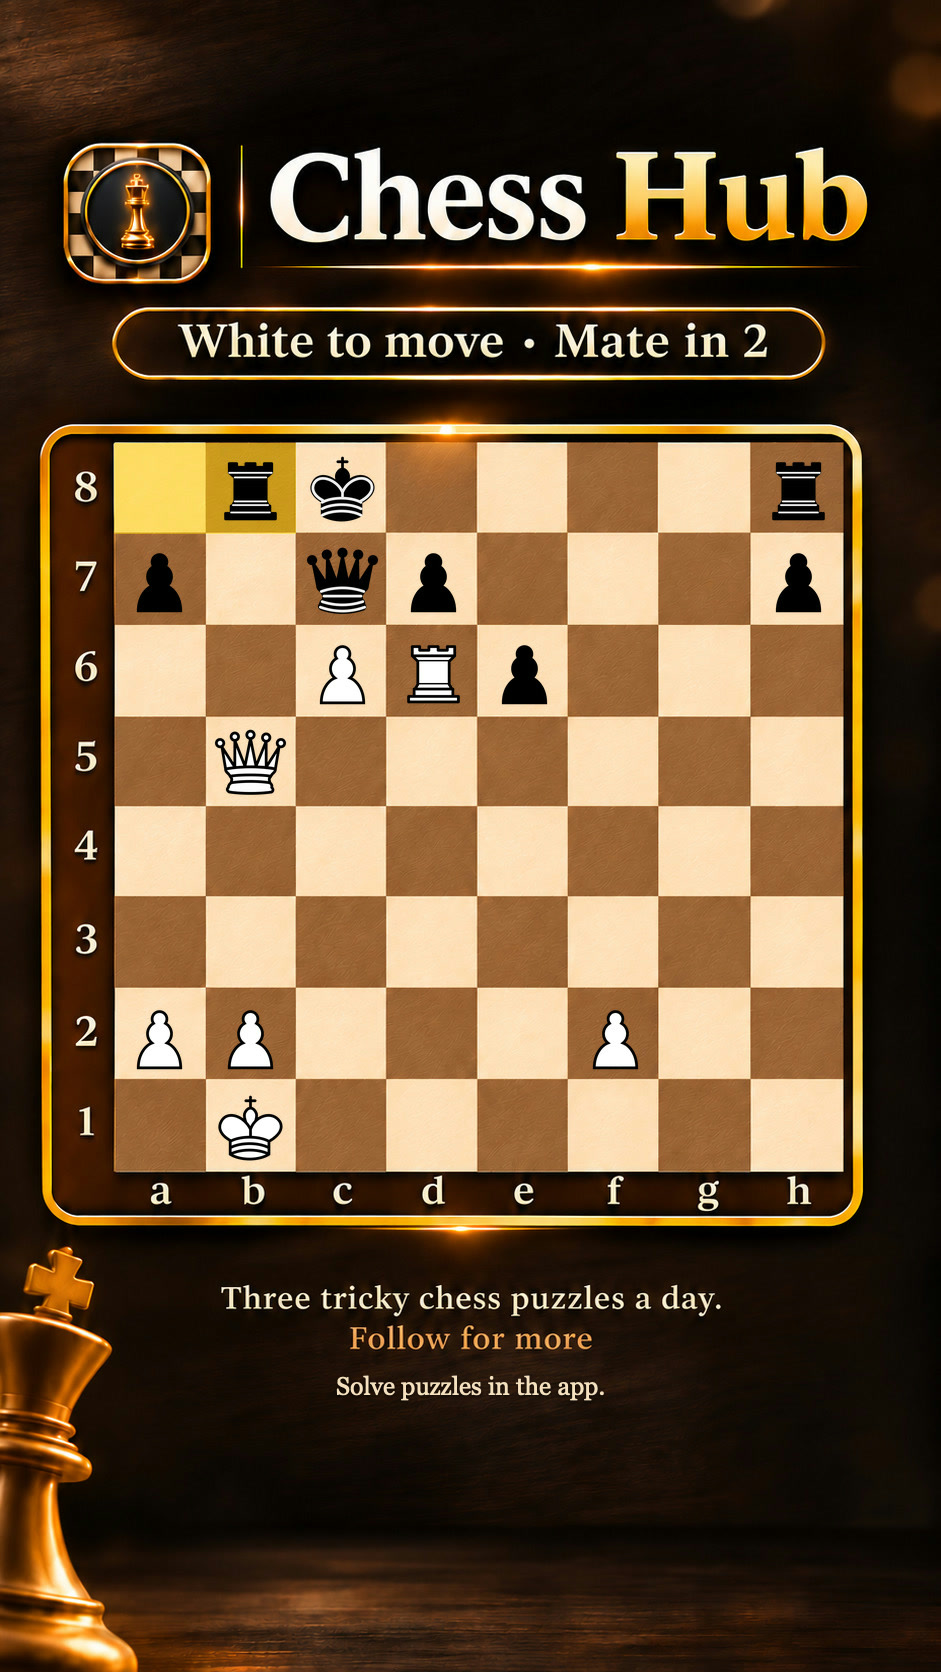 Chess Hub
White to move • Mate in 2
8
7
6
5
4
3
2
1
a b c d e f g h
Three tricky chess puzzles a day.
Follow for more
Solve puzzles in the app.